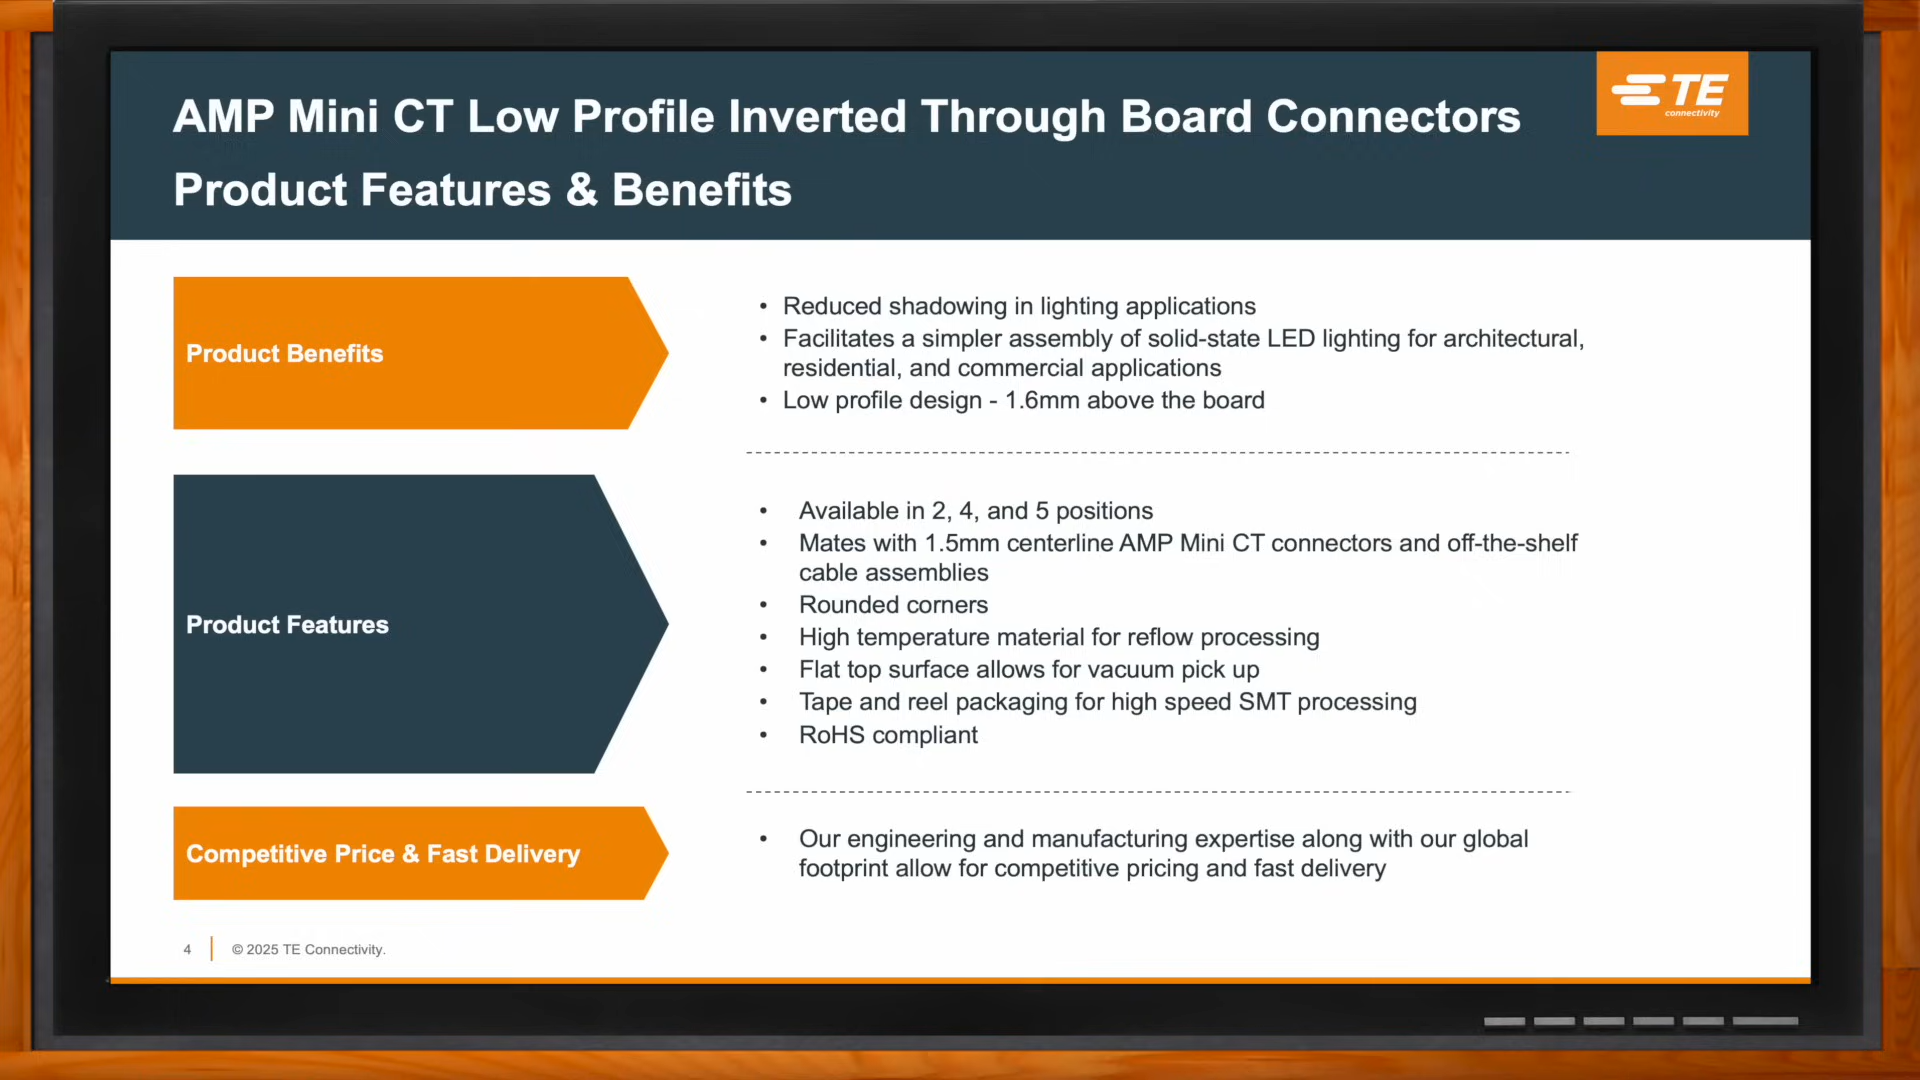 AMP Mini CT Low Profile Inverted Through Board Connectors
Product Features & Benefits
TE
connectivity
Product Benefits
• Reduced shadowing in lighting applications
• Facilitates a simpler assembly of solid-state LED lighting for architectural,
residential, and commercial applications
• Low profile design - 1.6mm above the board
Product Features
• Available in 2, 4, and 5 positions
• Mates with 1.5mm centerline AMP Mini CT connectors and off-the-shelf
cable assemblies
• Rounded corners
• High temperature material for reflow processing
• Flat top surface allows for vacuum pick up
• Tape and reel packaging for high speed SMT processing
• RoHS compliant
Competitive Price & Fast Delivery
• Our engineering and manufacturing expertise along with our global
footprint allow for competitive pricing and fast delivery
4
© 2025 TE Connectivity.